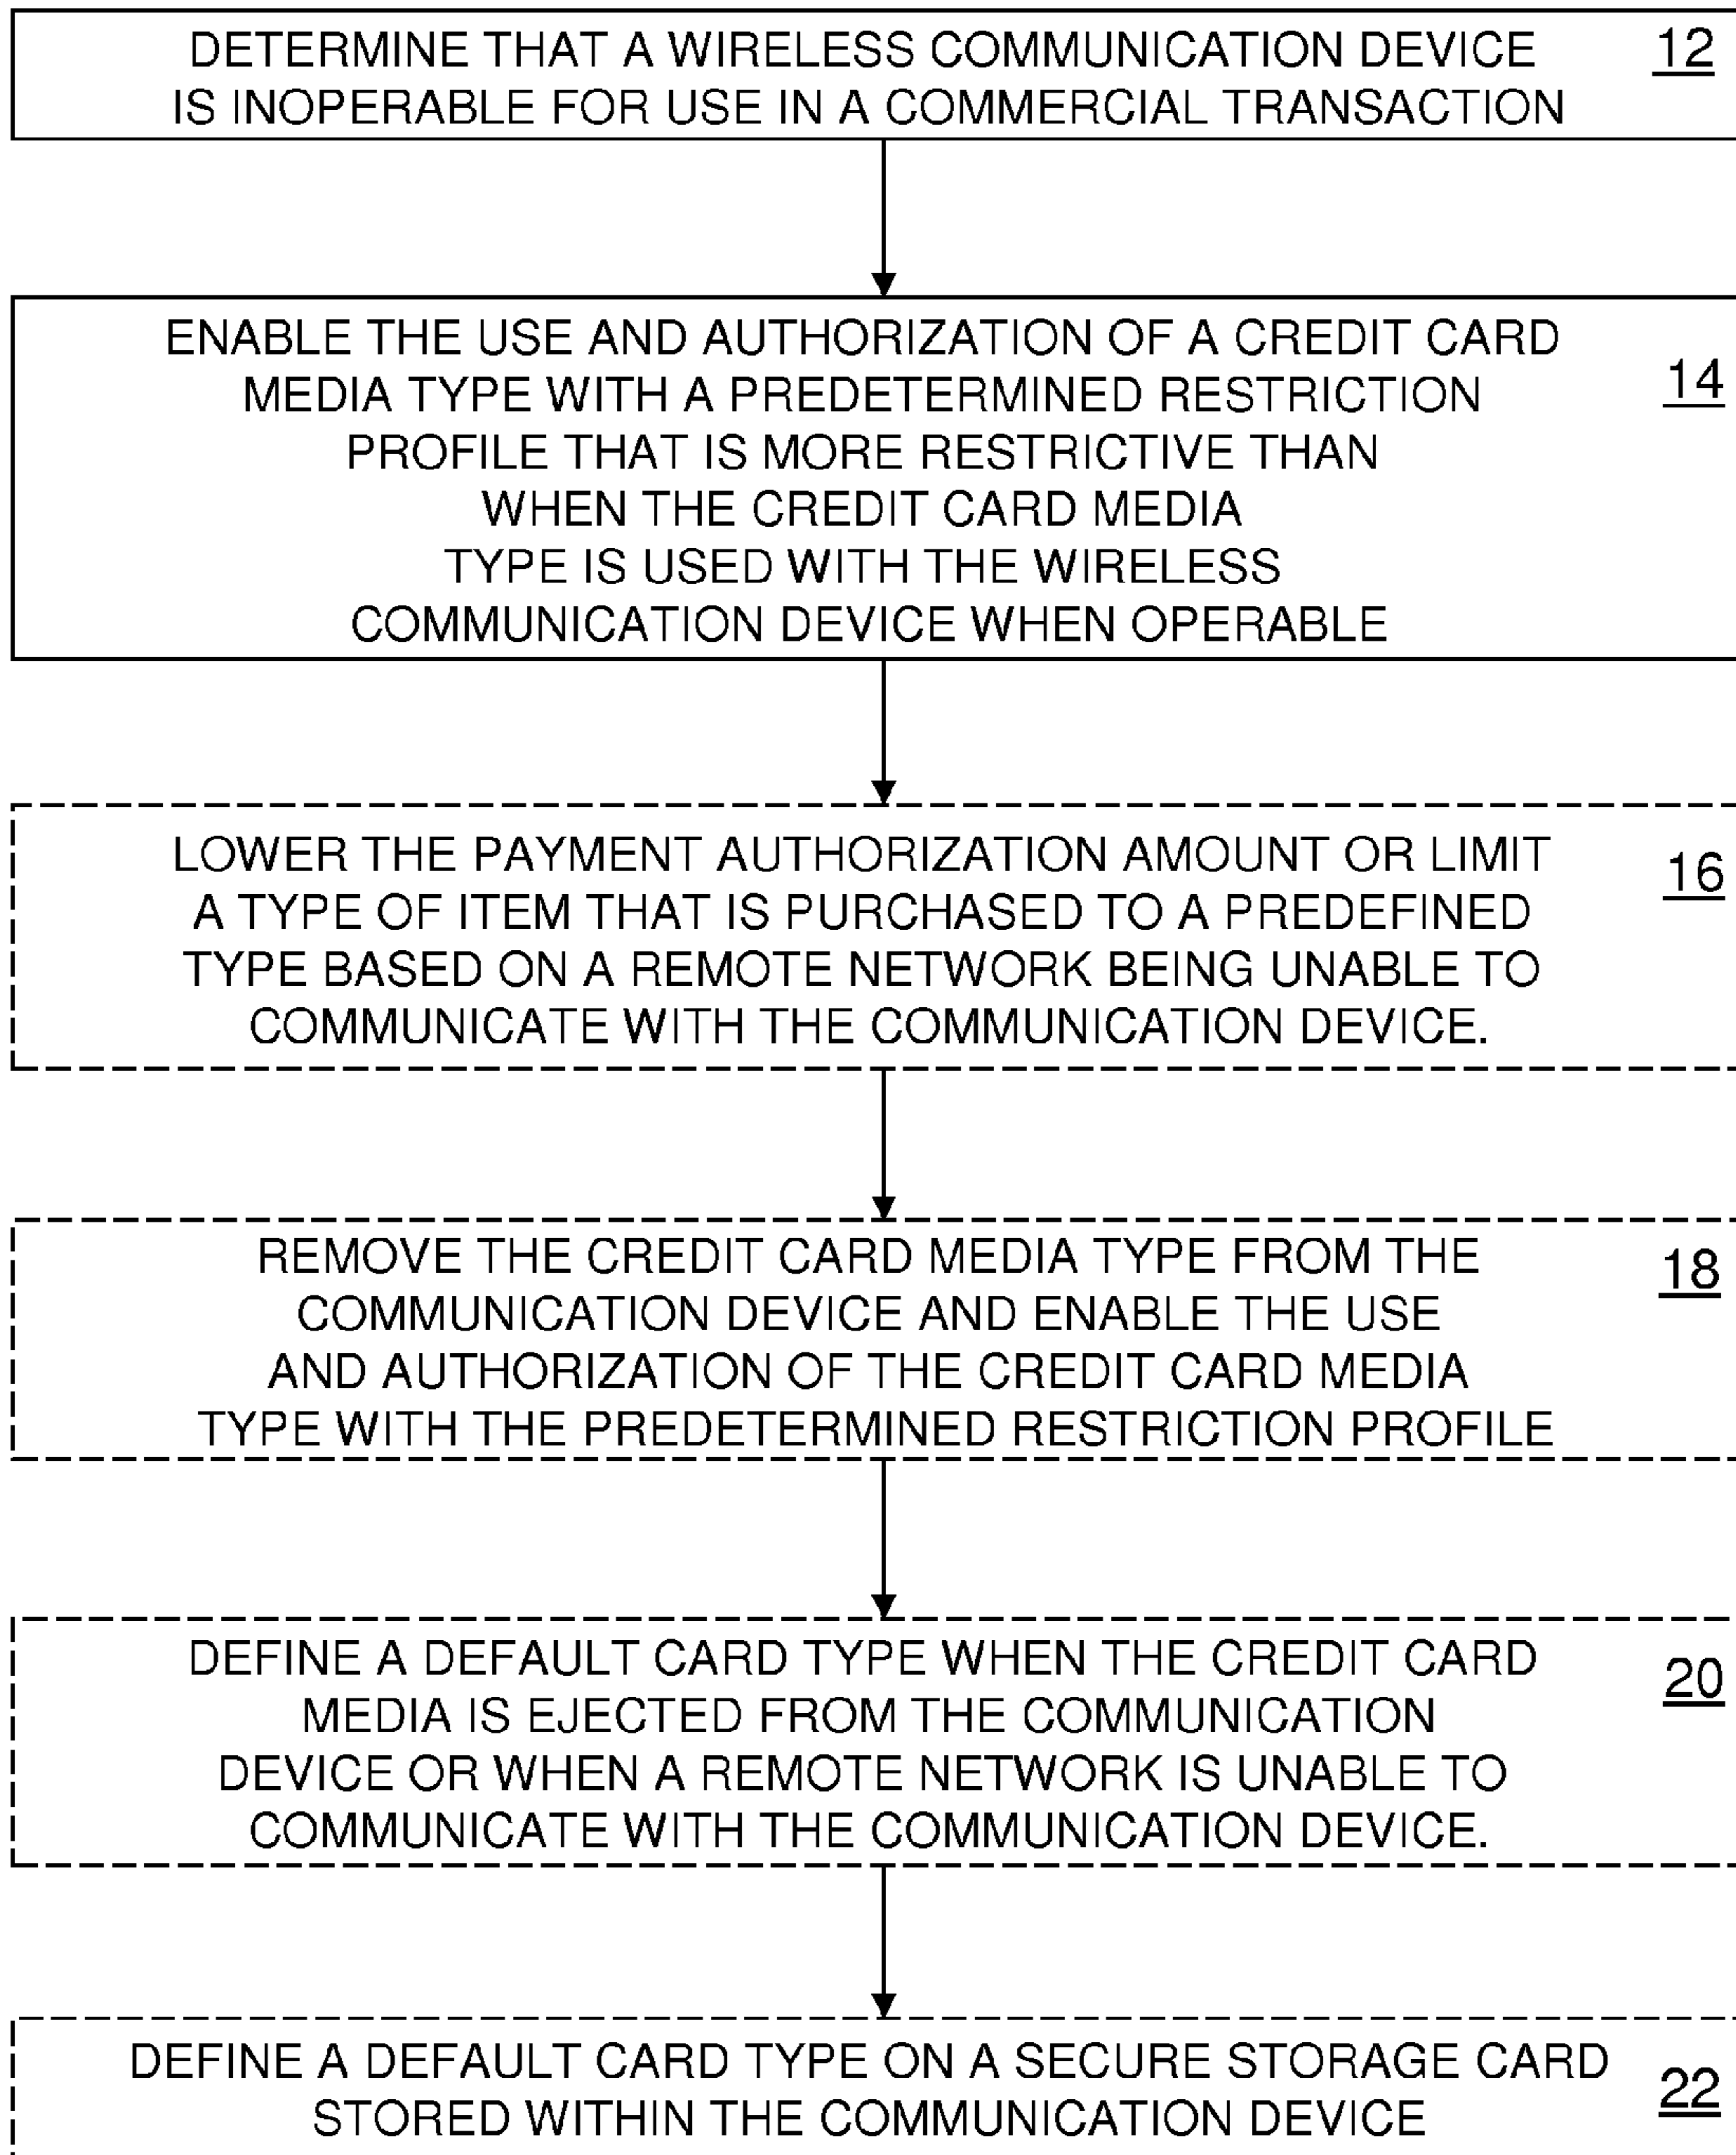 DETERMINE THAT A WIRELESS COMMUNICATION DEVICE
IS INOPERABLE FOR USE IN A COMMERCIAL TRANSACTION
12
ENABLE THE USE AND AUTHORIZATION OF A CREDIT CARD
MEDIA TYPE WITH A PREDETERMINED RESTRICTION
PROFILE THAT IS MORE RESTRICTIVE THAN
WHEN THE CREDIT CARD MEDIA
TYPE IS USED WITH THE WIRELESS
COMMUNICATION DEVICE WHEN OPERABLE
14
LOWER THE PAYMENT AUTHORIZATION AMOUNT OR LIMIT
A TYPE OF ITEM THAT IS PURCHASED TO A PREDEFINED
TYPE BASED ON A REMOTE NETWORK BEING UNABLE TO
COMMUNICATE WITH THE COMMUNICATION DEVICE.
16
REMOVE THE CREDIT CARD MEDIA TYPE FROM THE
COMMUNICATION DEVICE AND ENABLE THE USE
AND AUTHORIZATION OF THE CREDIT CARD MEDIA
TYPE WITH THE PREDETERMINED RESTRICTION PROFILE
18
DEFINE A DEFAULT CARD TYPE WHEN THE CREDIT CARD
MEDIA IS EJECTED FROM THE COMMUNICATION
DEVICE OR WHEN A REMOTE NETWORK IS UNABLE TO
COMMUNICATE WITH THE COMMUNICATION DEVICE.
20
DEFINE A DEFAULT CARD TYPE ON A SECURE STORAGE CARD
STORED WITHIN THE COMMUNICATION DEVICE
22